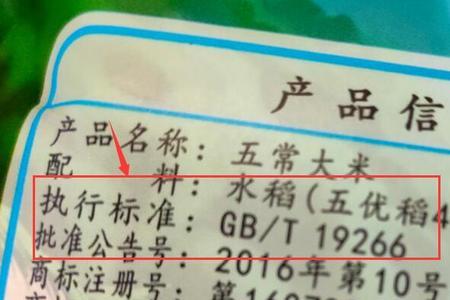 产品信
产品名称：五常大米
配料：水稻（五优稻4
执行标准：GB/T 19266
批准公告号：2016年第10号
商标注册号：第